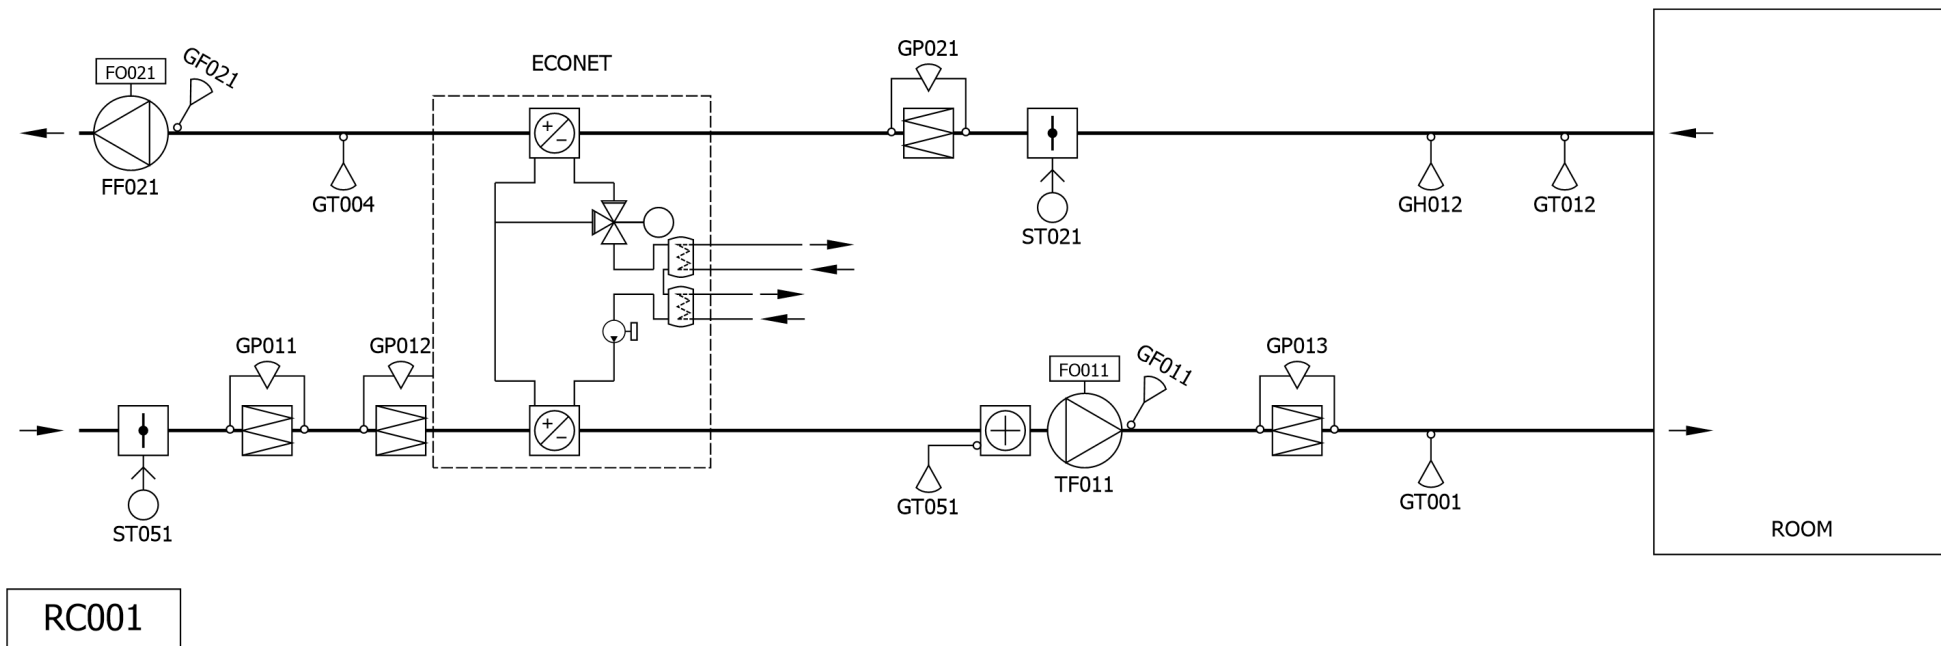 GF021
FO021
ECONET
GP021
FF021
GT004
GH012
GT012
ST021
GP011
GP012
GF011
GP013
FO011
TF011
GT051
GT001
ST051
ROOM
RC001